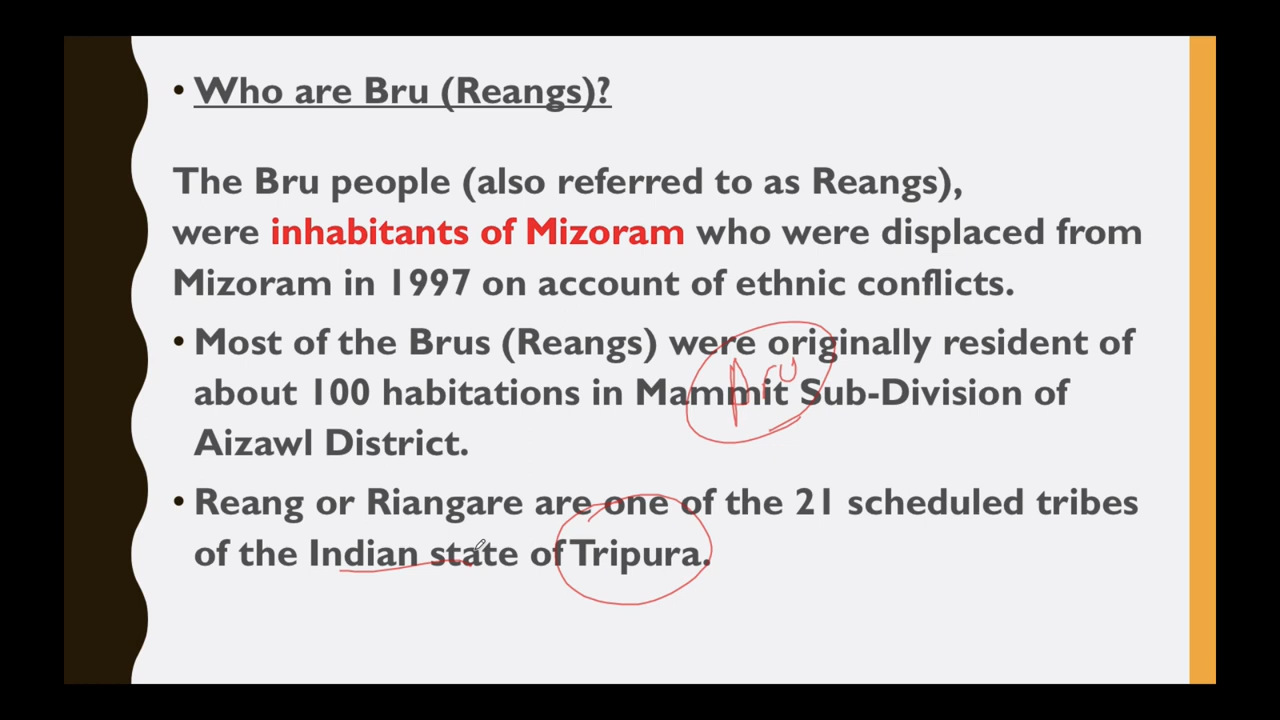 • Who are Bru (Reangs)?
The Bru people (also referred to as Reangs),
were inhabitants of Mizoram who were displaced from
Mizoram in 1997 on account of ethnic conflicts.
• Most of the Brus (Reangs) were originally resident of
about 100 habitations in Mammit Sub-Division of
Bru
Aizawl District.
• Reang or Riangare are one of the 21 scheduled tribes
of the Indian state of Tripura.